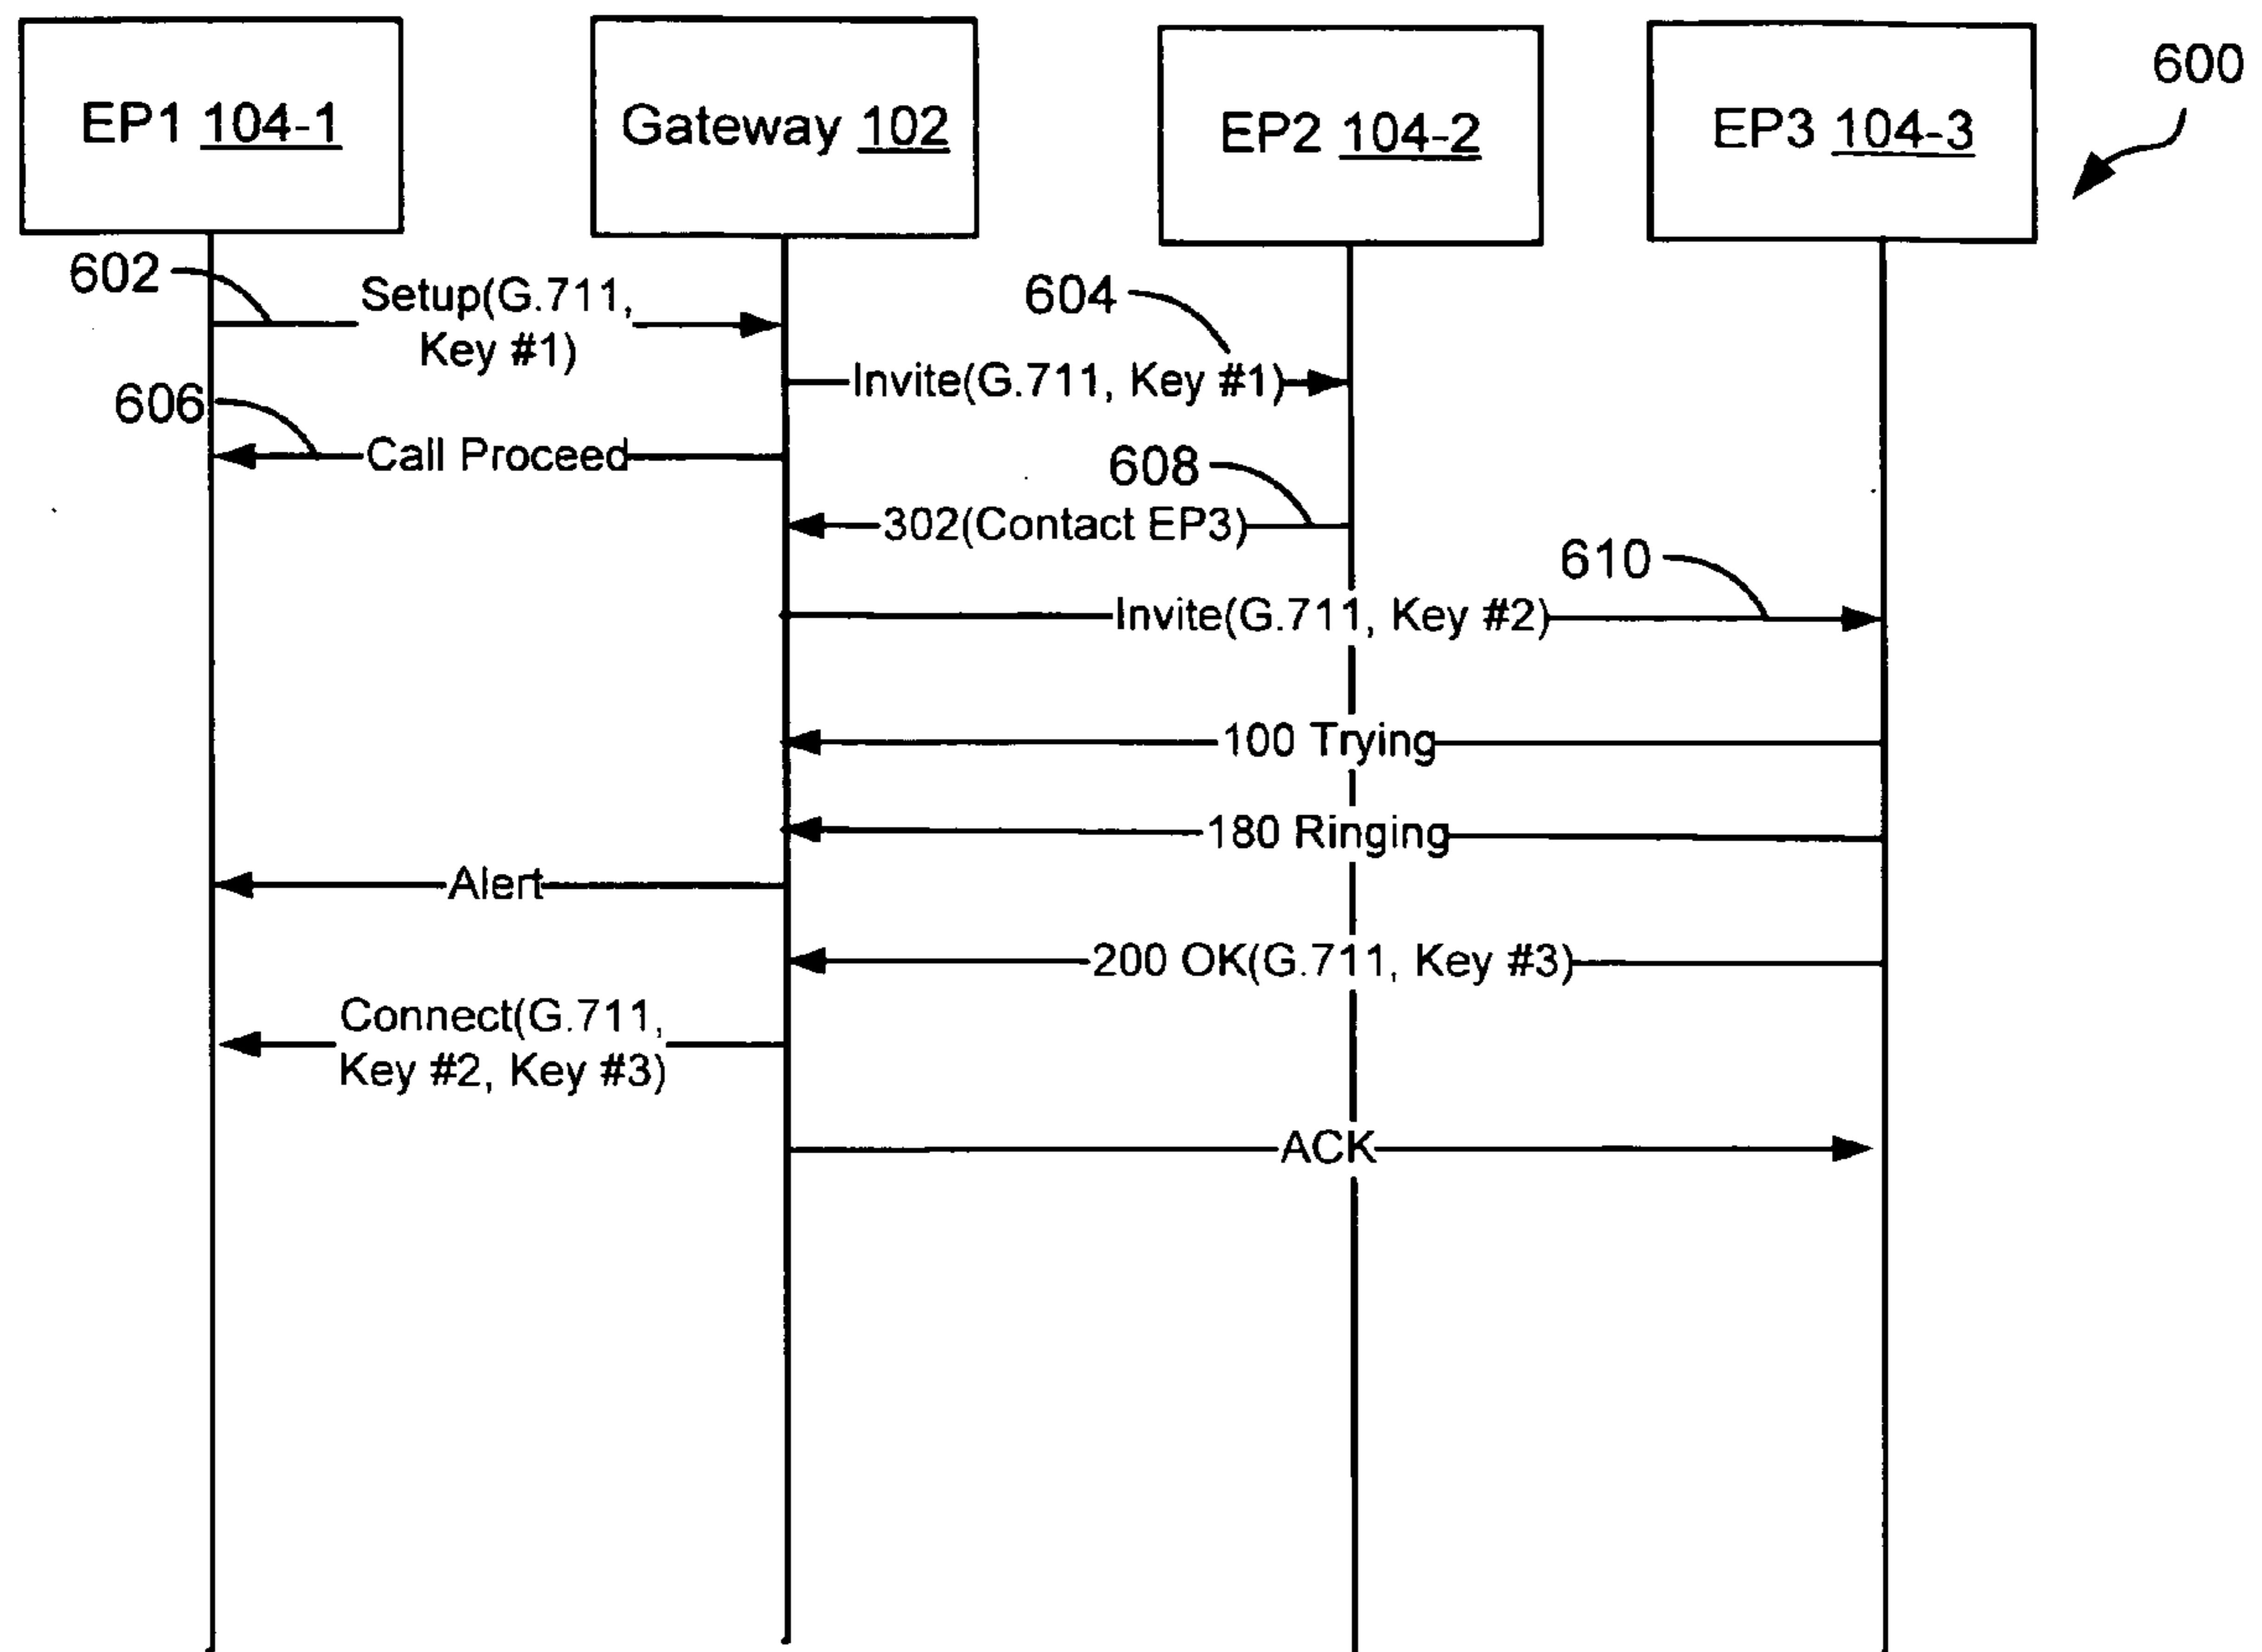 EP1 104-1
Gateway 102
EP2 104-2
EP3 104-3
600
602
Setup(G.711,
Key #1)
604
Invite(G.711, Key #1)
606
Call Proceed
608
302(Contact EP3)
610
Invite(G.711, Key #2)
100 Trying
180 Ringing
Alert
200 OK(G.711, Key #3)
Connect(G.711,
Key #2, Key #3)
ACK